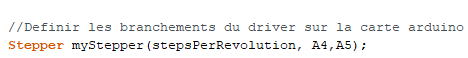 //Definir les branchements du driver sur la carte arduino
Stepper myStepper(stepsPerRevolution, A4,A5);